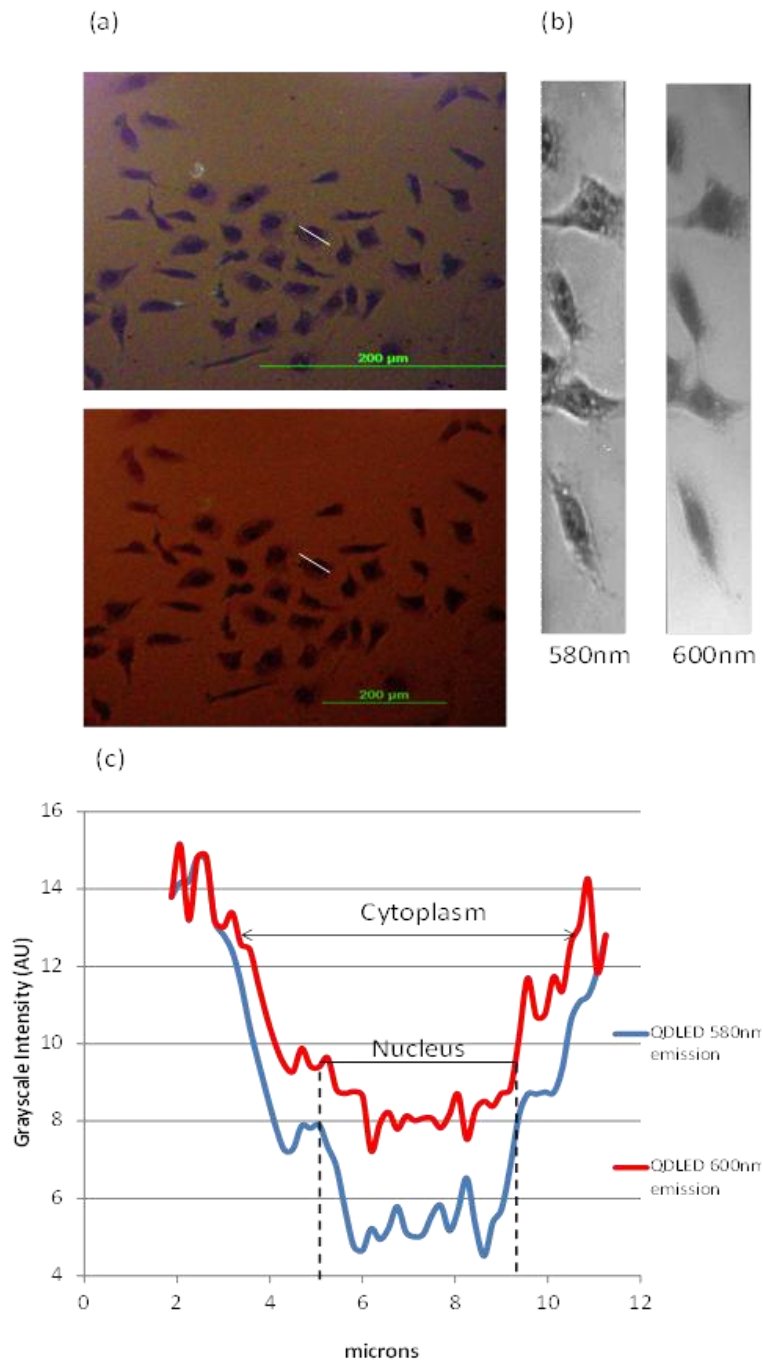 (a)
(b)
200 µm
200 µm
580nm
600nm
(c)
16
14
12
10
8
6
4
0
2
4
6
8
10
12
Grayscale Intensity (AU)
microns
Cytoplasm
Nucleus
QDLED 580nm
emission
QDLED 600nm
emission